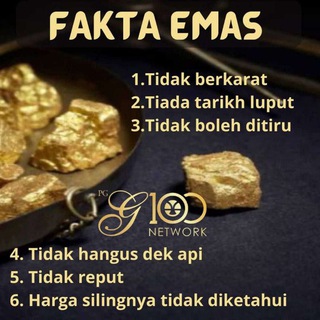 FAKTA EMAS
1.Tidak berkarat
2.Tiada tarikh luput
3.Tidak boleh ditiru
PG
G100
NETWORK
4. Tidak hangus dek api
5. Tidak reput
6. Harga silingnya tidak diketahui